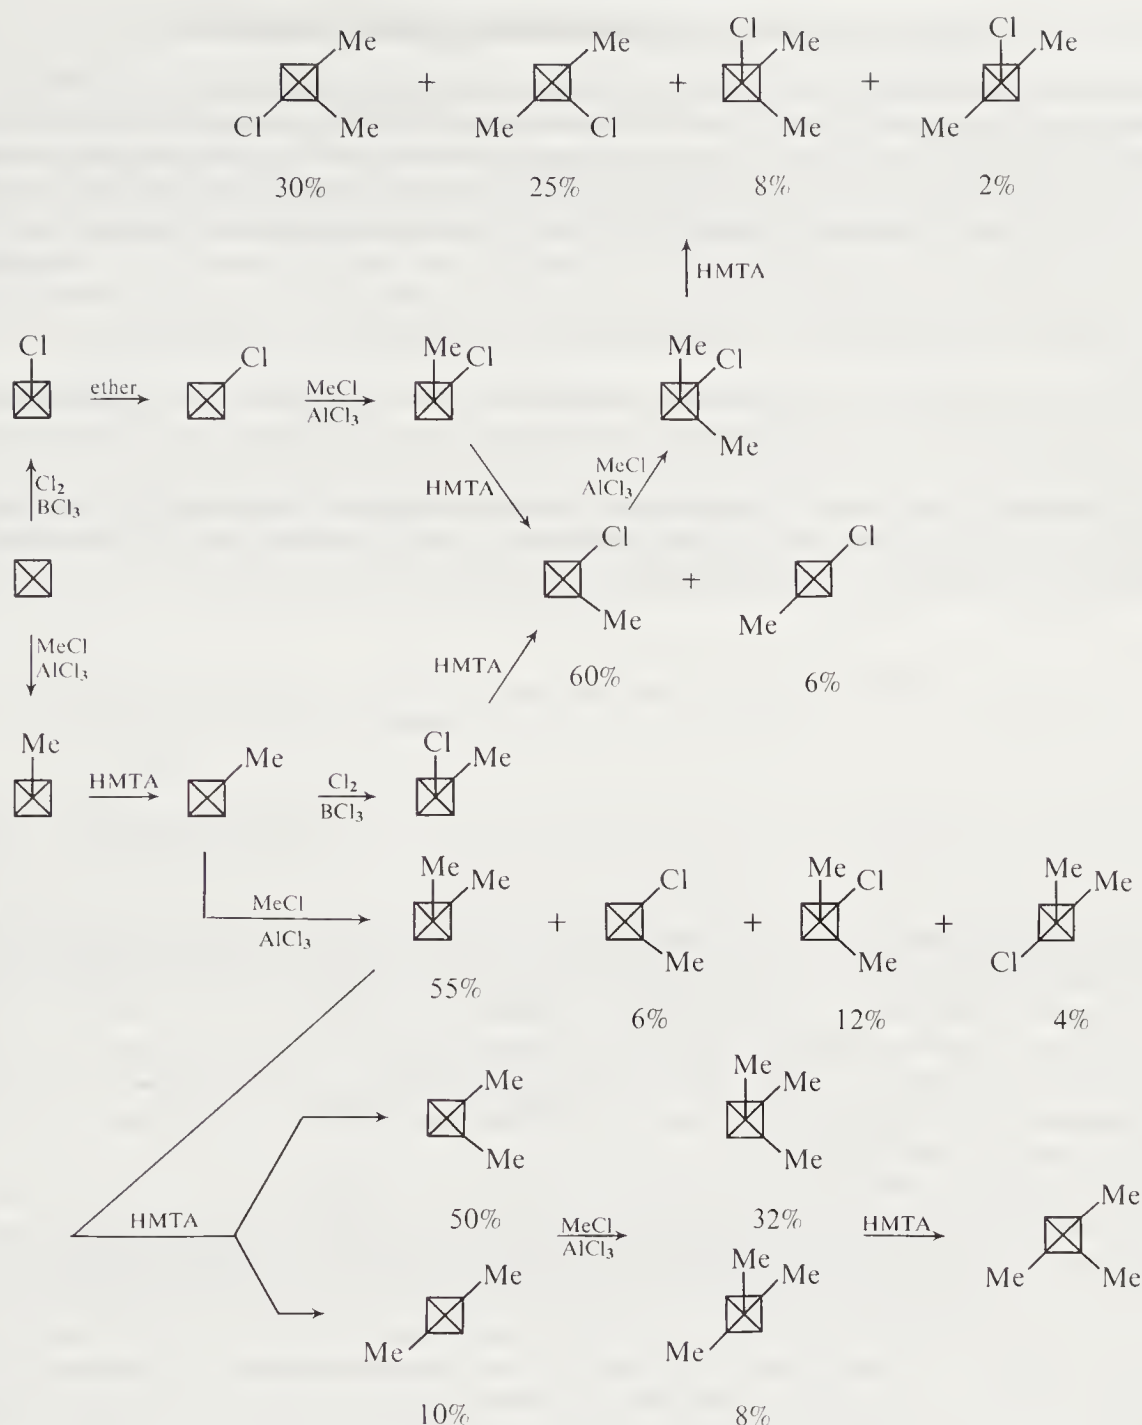 Me Me Cl Me Cl Me
+ + +
Cl Me Me Cl Me Me
30% 25% 8% 2%
HMTA
Cl Cl Me Cl Me Cl
ether MeCl
AlCl₃
Me
Cl₂
BCl₃
HMTA MeCl
AlCl₃
Cl + Cl
MeCl
AlCl₃
Me Me
HMTA 60% 6%
Me Cl
HMTA Me Cl₂ Me
BCl₃
Me Me Cl Me Cl Me Me
MeCl + + +
AlCl₃
Me Me Cl
55% 6% 12% 4%
Me Me Me
Me Me
HMTA 50% MeCl 32% HMTA Me
AlCl₃
Me Me Me Me Me
Me Me
10% 8%